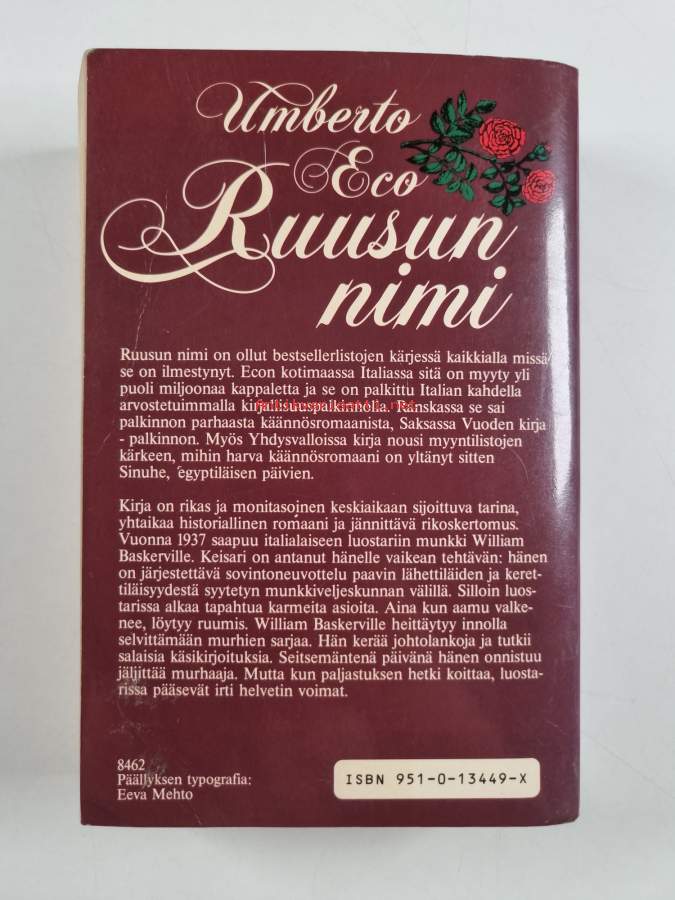 Umberto
Eco
Ruusun
nimi
Ruusun nimi on ollut bestsellerlistojen kärjessä kaikkialla missä
se on ilmestynyt. Econ kotimaassa Italiassa sitä on myyty yli
puoli miljoonaa kappaletta ja se on palkittu Italian kahdella
arvostetuimmalla kirjallisuuspalkinnolla. Ranskassa se sai
palkinnon parhaasta käännösromaanista, Saksassa Vuoden kirja
- palkinnon. Myös Yhdysvalloissa kirja nousi myyntilistojen
kärkeen, mihin harva käännösromaani on yltänyt sitten
Sinuhe, egyptiläisen päivien.
Kirja on rikas ja monitasoinen keskiaikaan sijoittuva tarina,
yhtaikaa historiallinen romaani ja jännittävä rikoskertomus.
Vuonna 1937 saapuu italialaiseen luostariin munkki William
Baskerville. Keisari on antanut hänelle vaikean tehtävän: hänen
on järjestettävä sovintoneuvottelu paavin lähettiläiden ja keret-
tiläisyydestä syytetyn munkkiveljeskunnan välillä. Silloin luos-
tarissa alkaa tapahtua karmeita asioita. Aina kun aamu valke-
nee, löytyy ruumis. William Baskerville heittäytyy innolla
selvittämään murhien sarjaa. Hän kerää johtolankoja ja tutkii
salaisia käsikirjoituksia. Seitsemäntenä päivänä hänen onnistuu
jäljittää murhaaja. Mutta kun paljastuksen hetki koittaa, luosta-
rissa pääsevät irti helvetin voimat.
8462
Päällyksen typografia:
Eeva Mehto
ISBN 951-0-13449-X